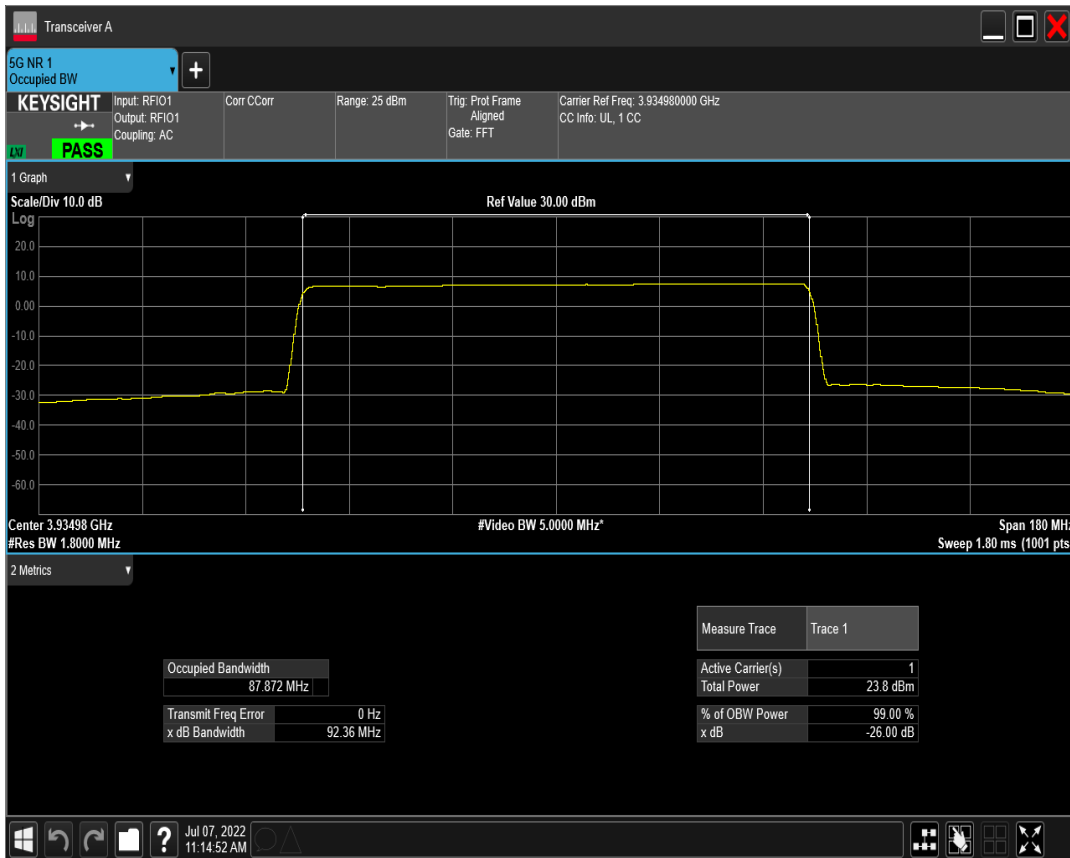 Transceiver A
5G NR 1
Occupied BW
+
KEYSIGHT
LXI
PASS
Input: RFIO1
Output: RFIO1
Coupling: AC
Corr CCorr
Range: 25 dBm
Trig: Prot Frame
Aligned
Gate: FFT
Carrier Ref Freq: 3.934980000 GHz
CC Info: UL, 1 CC
1 Graph
Scale/Div 10.0 dB
Ref Value 30.00 dBm
Log
20.0
10.0
0.00
-10.0
-20.0
-30.0
-40.0
-50.0
-60.0
Center 3.93498 GHz
#Video BW 5.0000 MHz*
Span 180 MHz
#Res BW 1.8000 MHz
Sweep 1.80 ms (1001 pts
2 Metrics
Measure Trace Trace 1
Occupied Bandwidth
87.872 MHz
Active Carrier(s) 1
Total Power 23.8 dBm
Transmit Freq Error 0 Hz
x dB Bandwidth 92.36 MHz
% of OBW Power 99.00 %
x dB -26.00 dB
?
Jul 07, 2022
11:14:52 AM